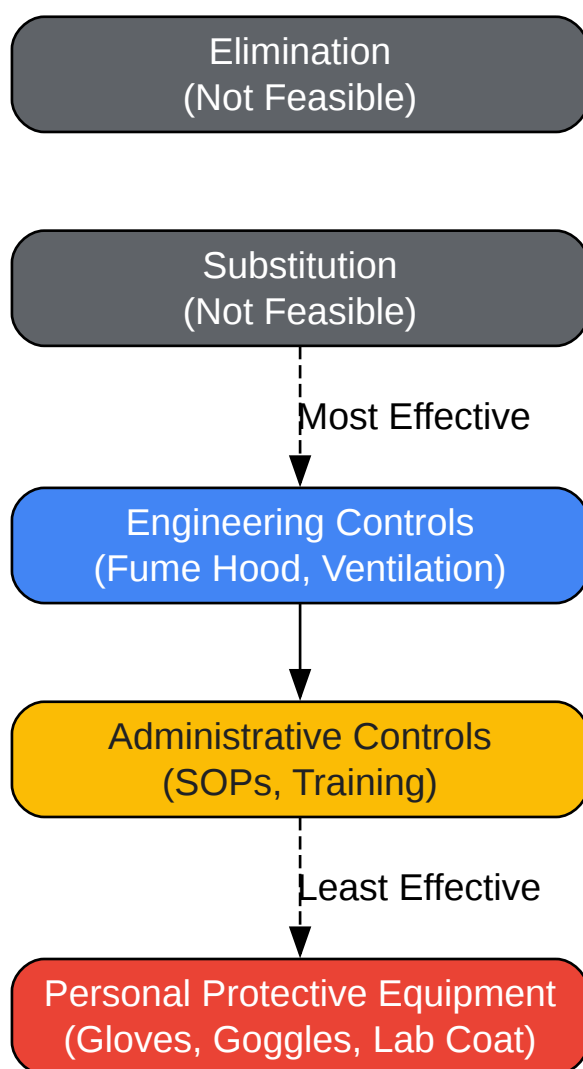 Elimination
(Not Feasible)
Substitution
(Not Feasible)
Most Effective
Engineering Controls
(Fume Hood, Ventilation)
Administrative Controls
(SOPs, Training)
Least Effective
Personal Protective Equipment
(Gloves, Goggles, Lab Coat)